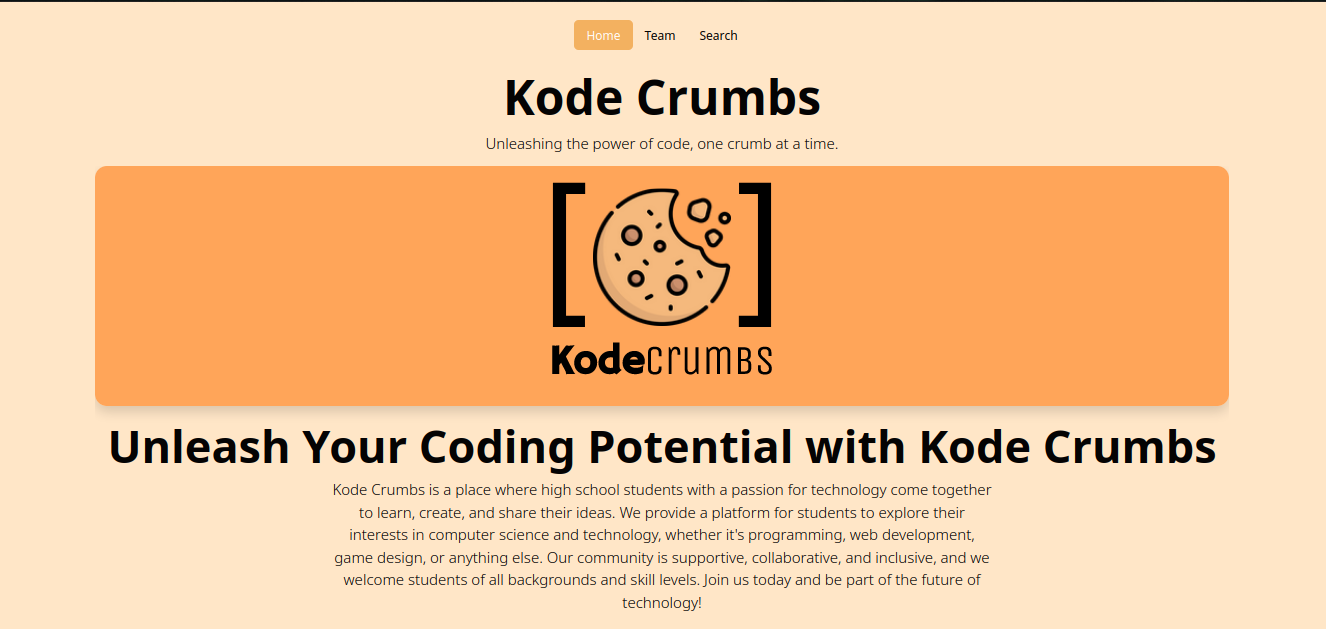 Home Team Search
Kode Crumbs
Unleashing the power of code, one crumb at a time.
Kodecrumbs
Unleash Your Coding Potential with Kode Crumbs
Kode Crumbs is a place where high school students with a passion for technology come together
to learn, create, and share their ideas. We provide a platform for students to explore their
interests in computer science and technology, whether it's programming, web development,
game design, or anything else. Our community is supportive, collaborative, and inclusive, and we
welcome students of all backgrounds and skill levels. Join us today and be part of the future of
technology!